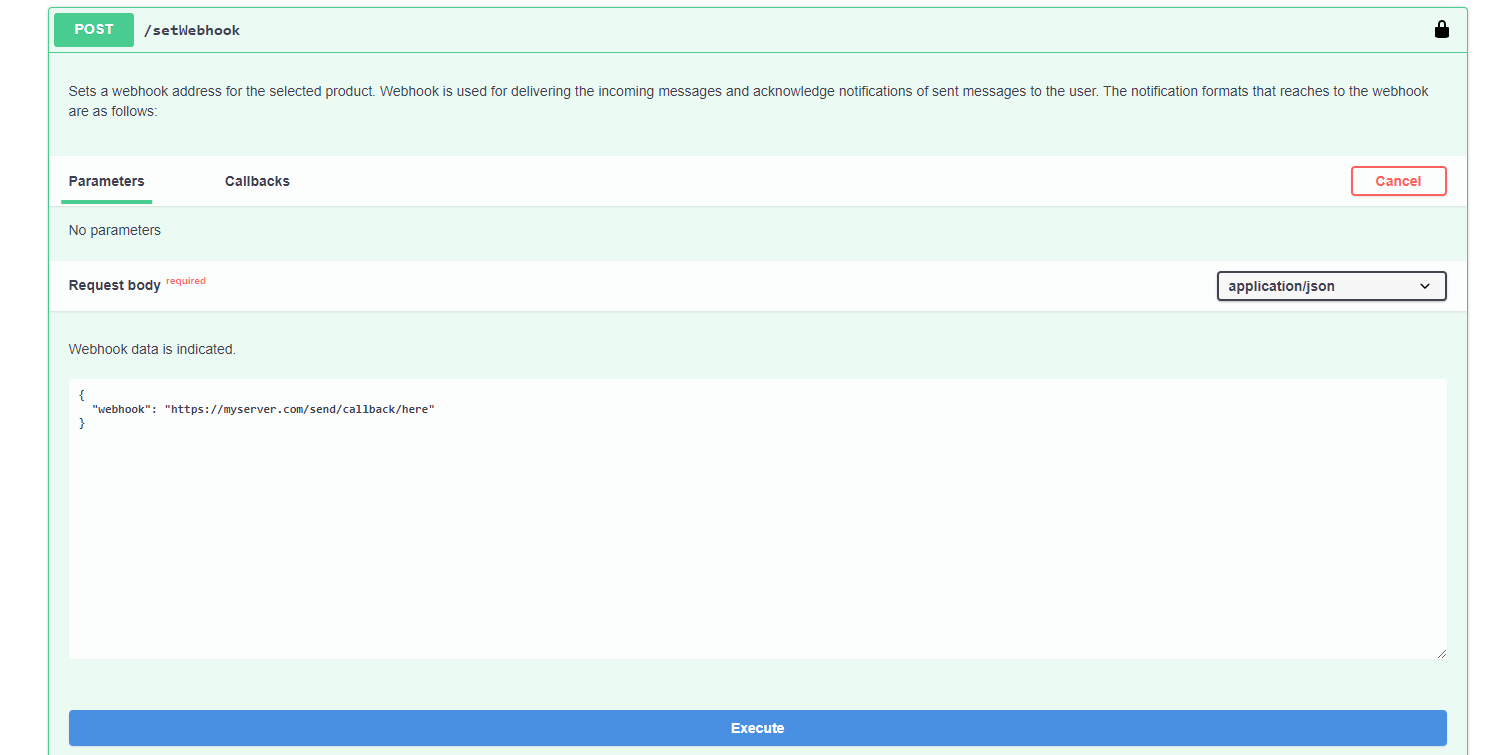 POST /setWebhook
Sets a webhook address for the selected product. Webhook is used for delivering the incoming messages and acknowledge notifications of sent messages to the user. The notification formats that reaches to the webhook
are as follows:
Parameters Callbacks Cancel
No parameters
Request body required application/json
Webhook data is indicated.
{
"webhook": "https://myserver.com/send/callback/here"
}
Execute